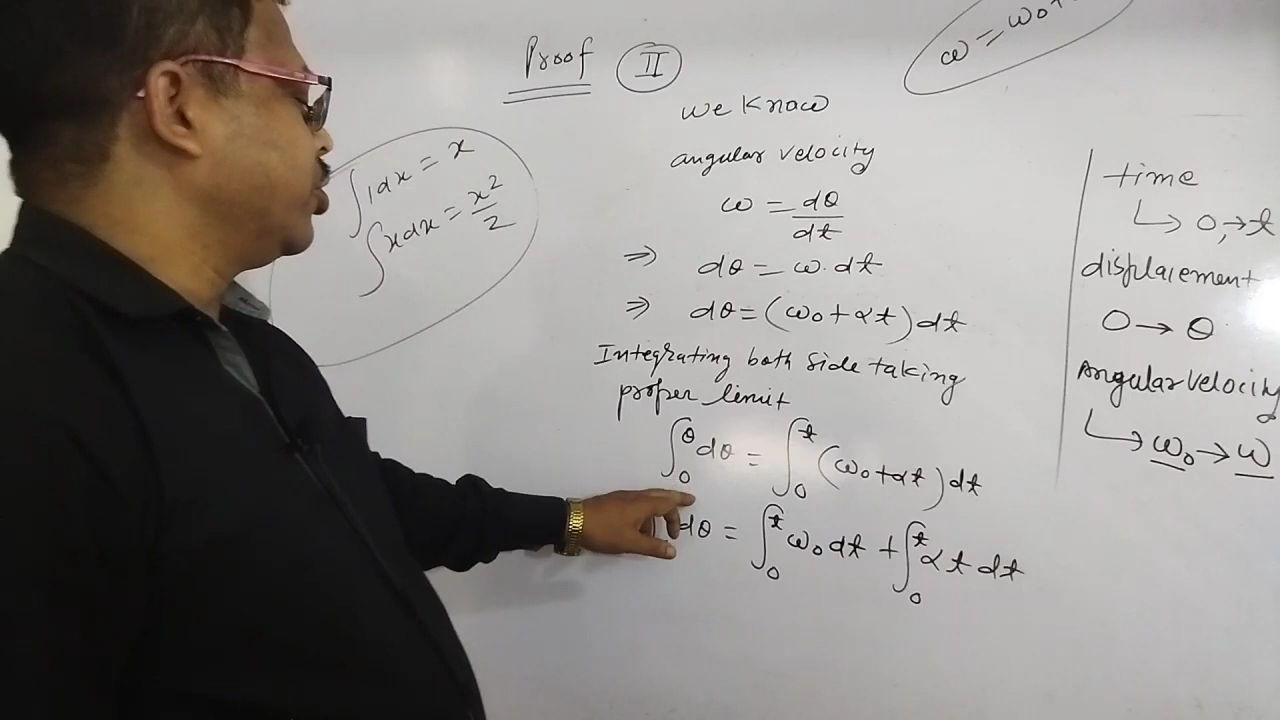 Proof II
ω = ω0+
we know
angular velocity
ω = dθ/dt
⇒ dθ = ω.dt
⇒ dθ = (ω0 + αt) dt
Integrating both side taking
proper limit
∫₀^θ dθ = ∫₀^t (ω0 + αt) dt
dθ = ∫₀^t ω0 dt + ∫₀^t αt dt
∫1dx = x
∫xdx = x²/2
time
↳ 0,→t
displacement
0 → θ
Angular velocity
↳ ω0 → ω